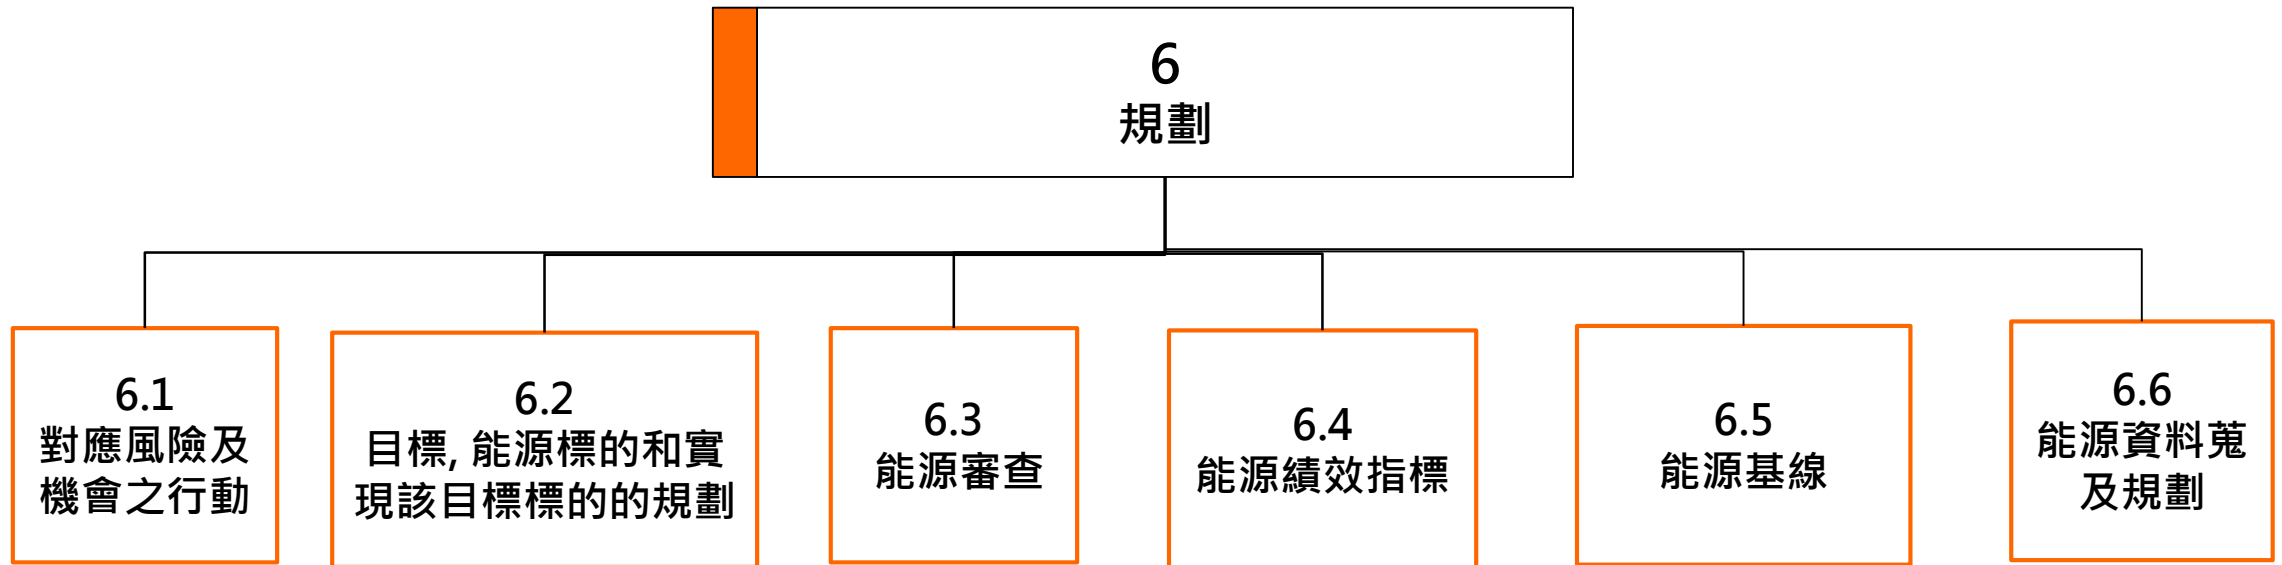 6
規劃
6.1
對應風險及
機會之行動
6.2
目標, 能源標的和實
現該目標標的的規劃
6.3
能源審查
6.4
能源績效指標
6.5
能源基線
6.6
能源資料蒐
及規劃